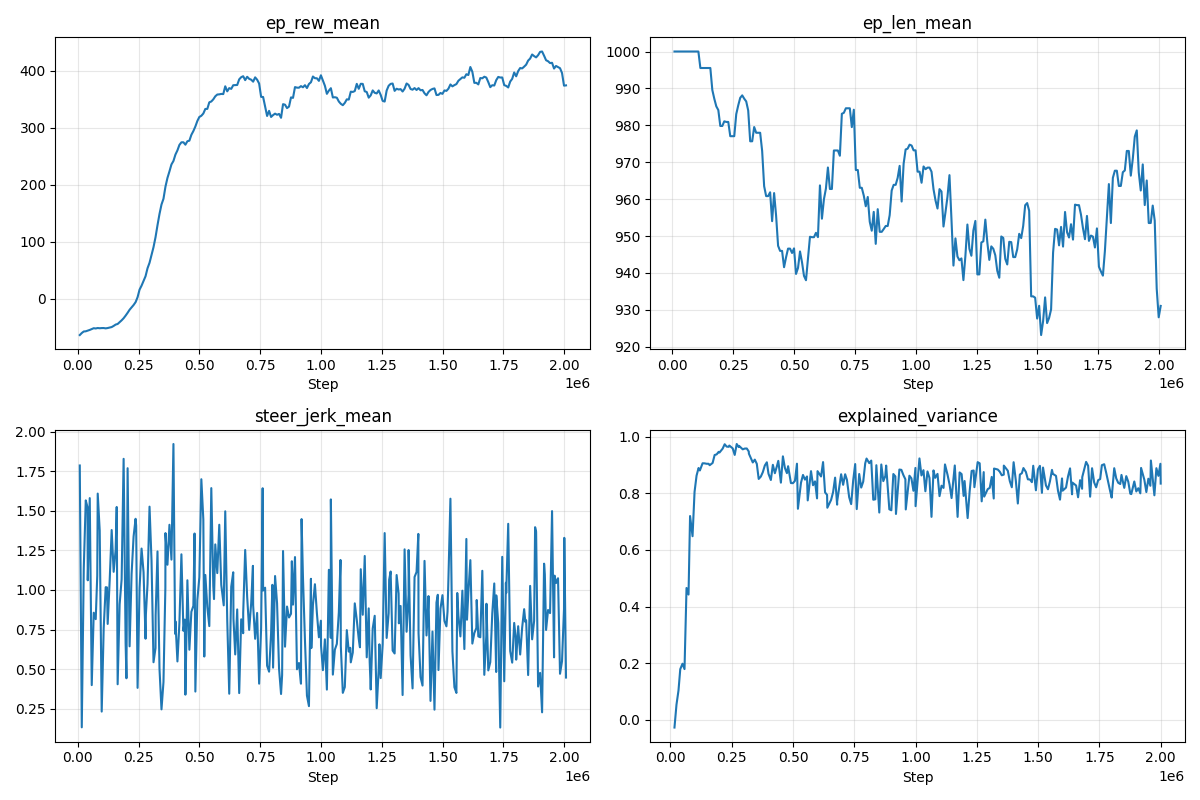 ep_rew_mean
400
300
200
100
0
0.00 0.25 0.50 0.75 1.00 1.25 1.50 1.75 2.00
Step
1e6
ep_len_mean
1000
990
980
970
960
950
940
930
920
0.00 0.25 0.50 0.75 1.00 1.25 1.50 1.75 2.00
Step
1e6
steer_jerk_mean
2.00
1.75
1.50
1.25
1.00
0.75
0.50
0.25
0.00 0.25 0.50 0.75 1.00 1.25 1.50 1.75 2.00
Step
1e6
explained_variance
1.0
0.8
0.6
0.4
0.2
0.0
0.00 0.25 0.50 0.75 1.00 1.25 1.50 1.75 2.00
Step
1e6